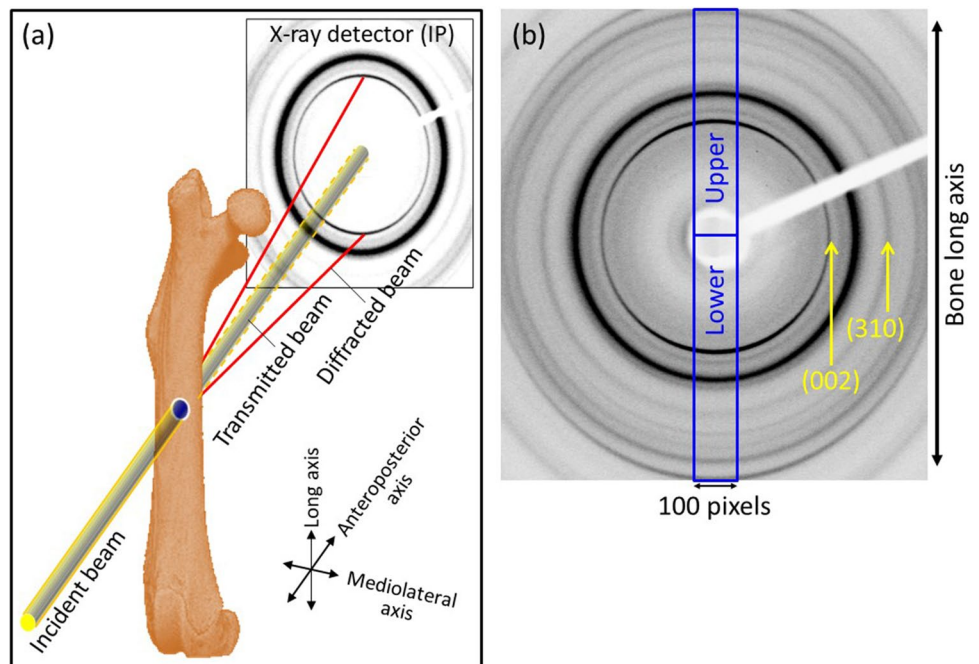 (a)
X-ray detector (IP)
Transmitted beam
Diffracted beam
Incident beam
Long axis
Anteroposterior
axis
Mediolateral
axis
(b)
Upper
Lower
(310)
(002)
Bone long axis
100 pixels